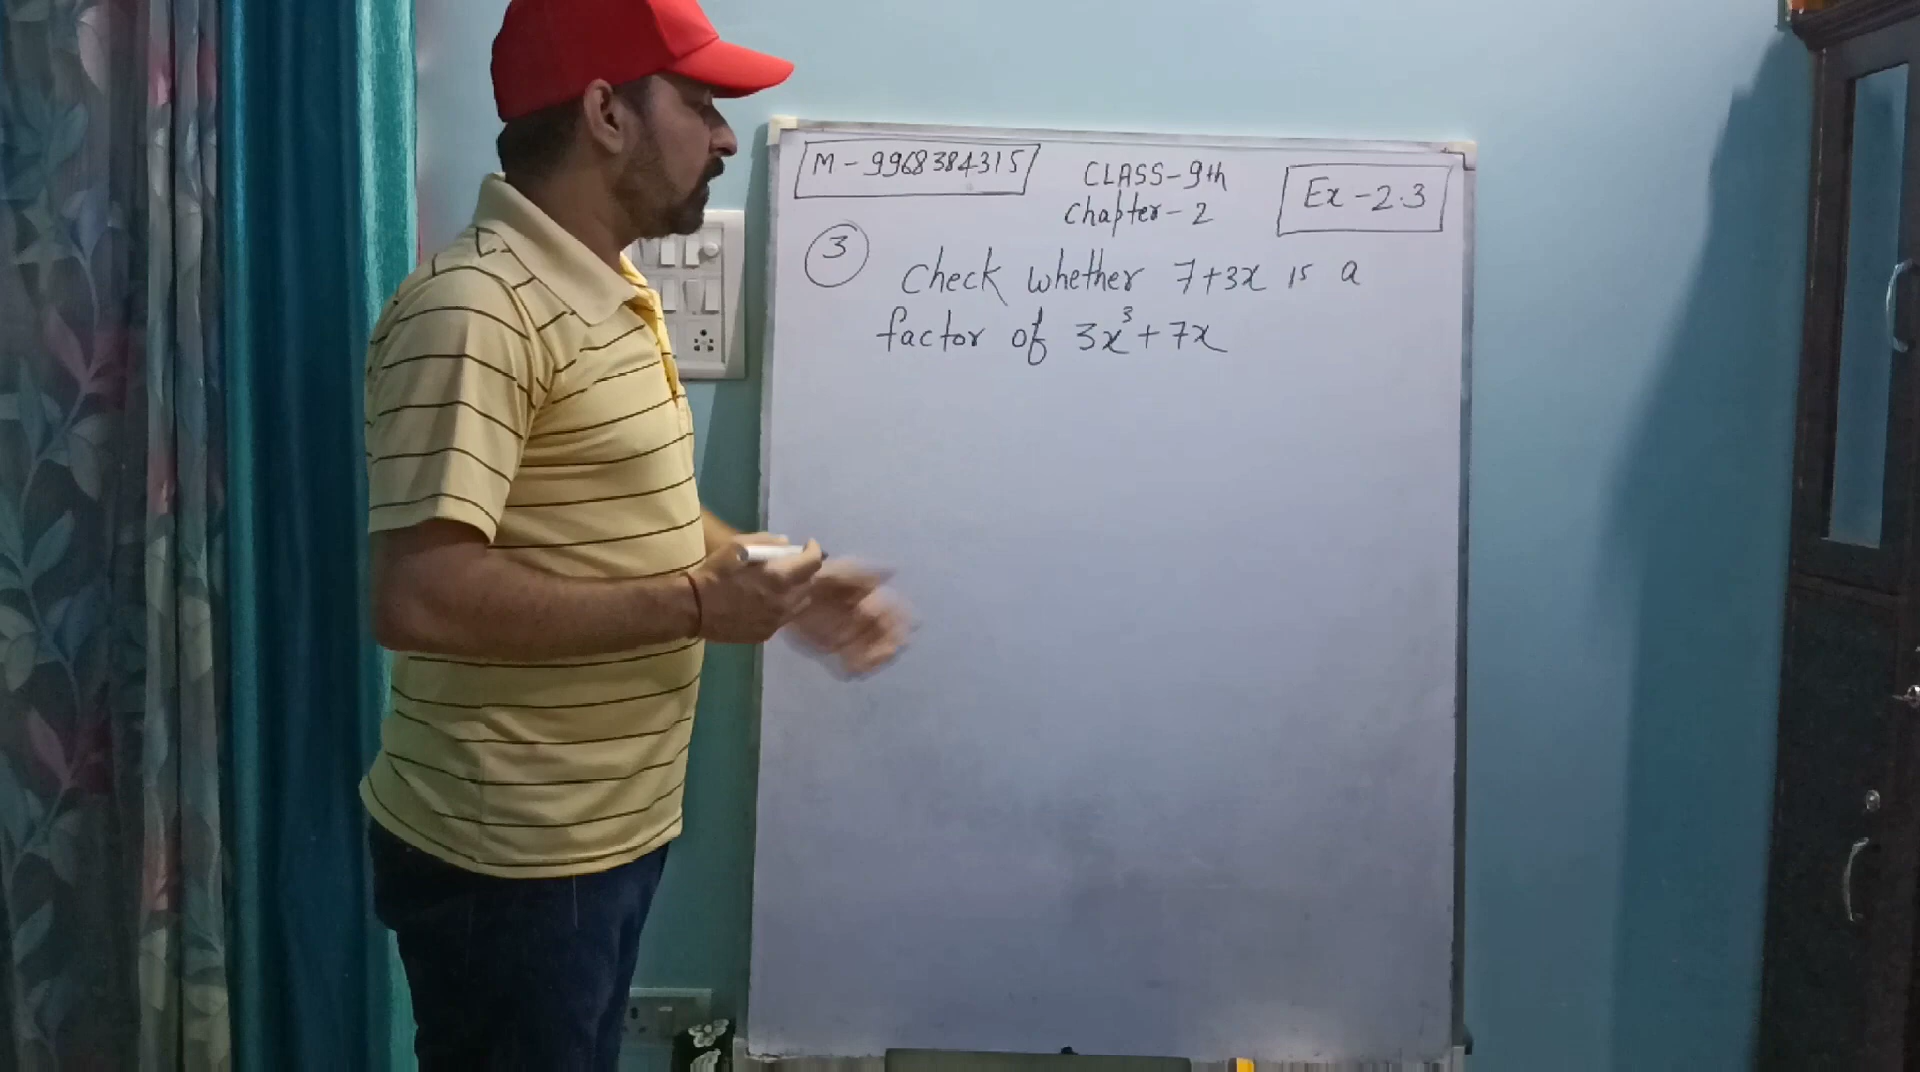 M - 9968384315
CLASS-9th
Chapter-2
Ex-2.3
3
Check whether 7+3x is a
factor of 3x³+7x